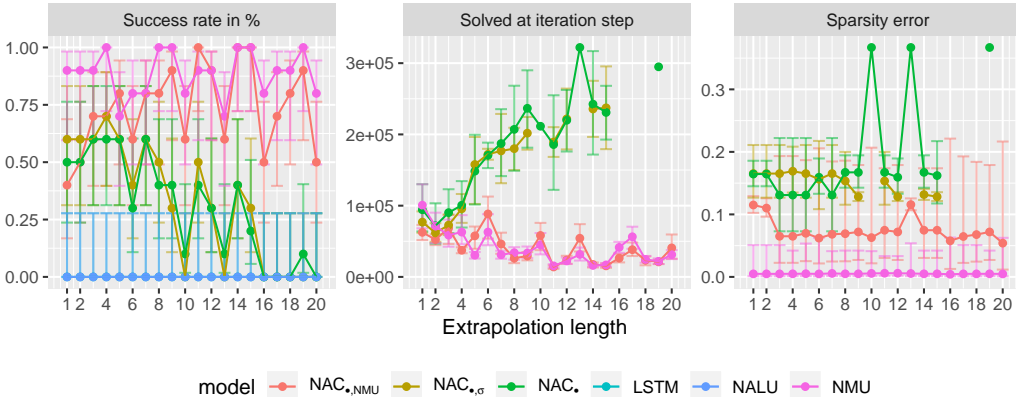 Success rate in %
Solved at iteration step
Sparsity error
1.00
0.75
0.50
0.25
0.00
1 2 4 6 8 10 12 14 16 18 20
3e+05
2e+05
1e+05
0e+00
1 2 4 6 8 10 12 14 16 18 20
0.3
0.2
0.1
0.0
1 2 4 6 8 10 12 14 16 18 20
Extrapolation length
model NAC•,NMU NAC•,σ NAC• LSTM NALU NMU